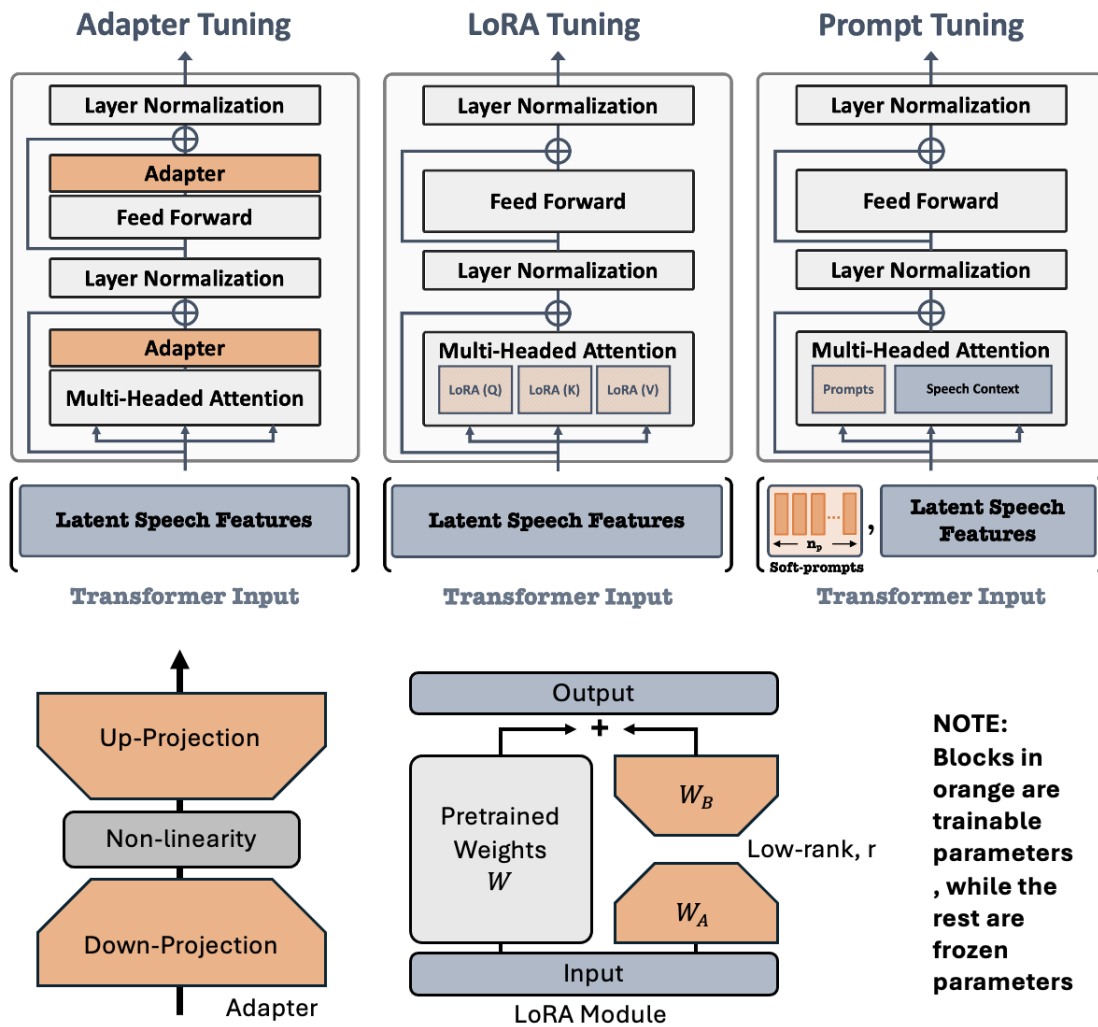 Adapter Tuning
Layer Normalization
Adapter
Feed Forward
Layer Normalization
Adapter
Multi-Headed Attention
Latent Speech Features
Transformer Input
LoRA Tuning
Layer Normalization
Feed Forward
Layer Normalization
Multi-Headed Attention
LoRA (Q)
LoRA (K)
LoRA (V)
Latent Speech Features
Transformer Input
Prompt Tuning
Layer Normalization
Feed Forward
Layer Normalization
Multi-Headed Attention
Prompts
Speech Context
...
nₚ
Soft-prompts
,
Latent Speech
Features
Transformer Input
Up-Projection
Non-linearity
Down-Projection
Adapter
Output
+
Pretrained
Weights
W
W_B
Low-rank, r
W_A
Input
LoRA Module
NOTE:
Blocks in
orange are
trainable
parameters
, while the
rest are
frozen
parameters